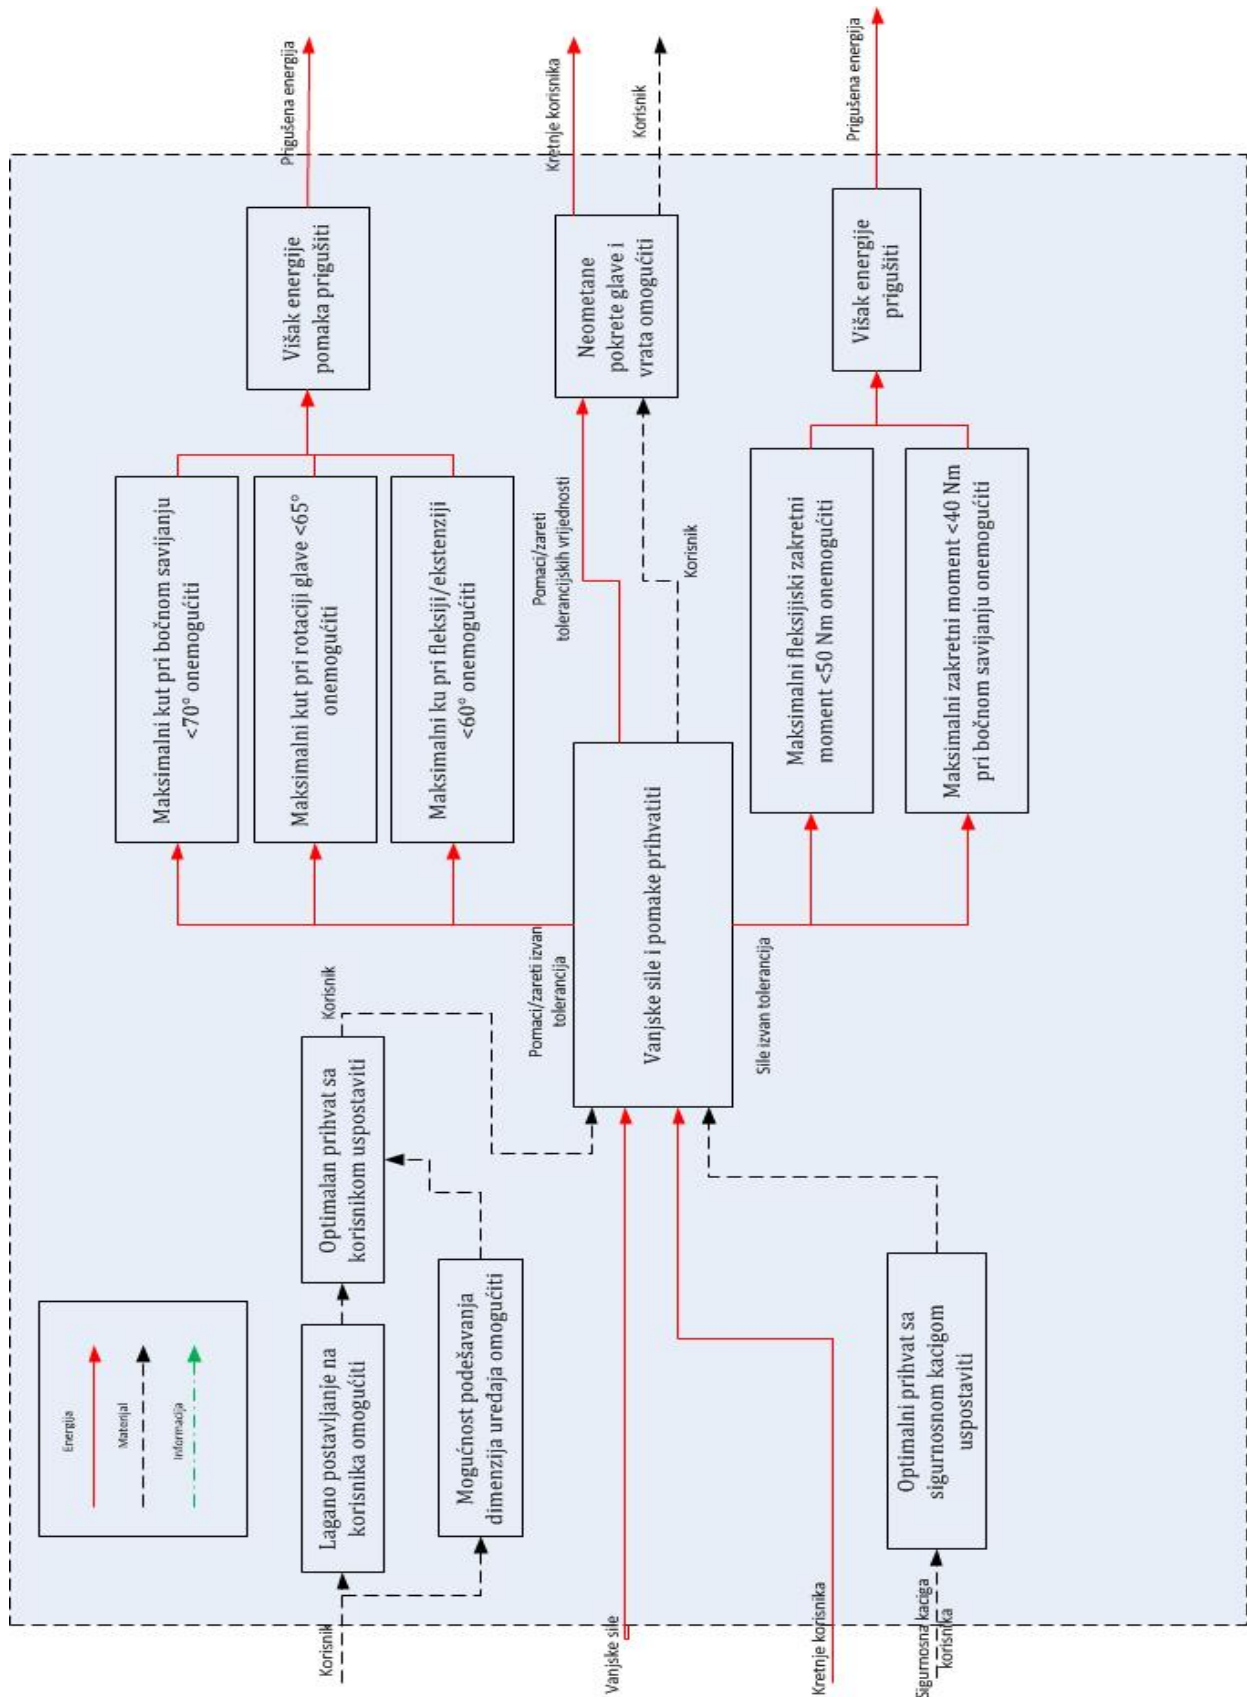 Energija
Materijal
Informacija
Korisnik
Lagano postavljanje na
korisnika omogućiti
Optimalan prihvat sa
korisnikom uspostaviti
Korisnik
Mogućnost podešavanja
dimenzija uređaja omogućiti
Vanjske sile
Kretnje korisnika
Sigurnosna kaciga
korisnika
Optimalni prihvat sa
sigurnosnom kacigom
uspostaviti
Pomaci/zareti izvan
tolerancija
Vanjske sile i pomake prihvatiti
Sile izvan tolerancija
Maksimalni kut pri bočnom savijanju
<70° onemogućiti
Maksimalni kut pri rotaciji glave <65°
onemogućiti
Maksimalni ku pri fleksiji/ekstenziji
<60° onemogućiti
Pomaci/zareti
tolerancijskih vrijednosti
Korisnik
Maksimalni fleksijski zakretni
moment <50 Nm onemogućiti
Maksimalni zakretni moment <40 Nm
pri bočnom savijanju onemogućiti
Višak energije
pomaka prigušiti
Prigušena energija
Neometane
pokrete glave i
vrata omogućiti
Kretnje korisnika
Korisnik
Višak energije
prigušiti
Prigušena energija